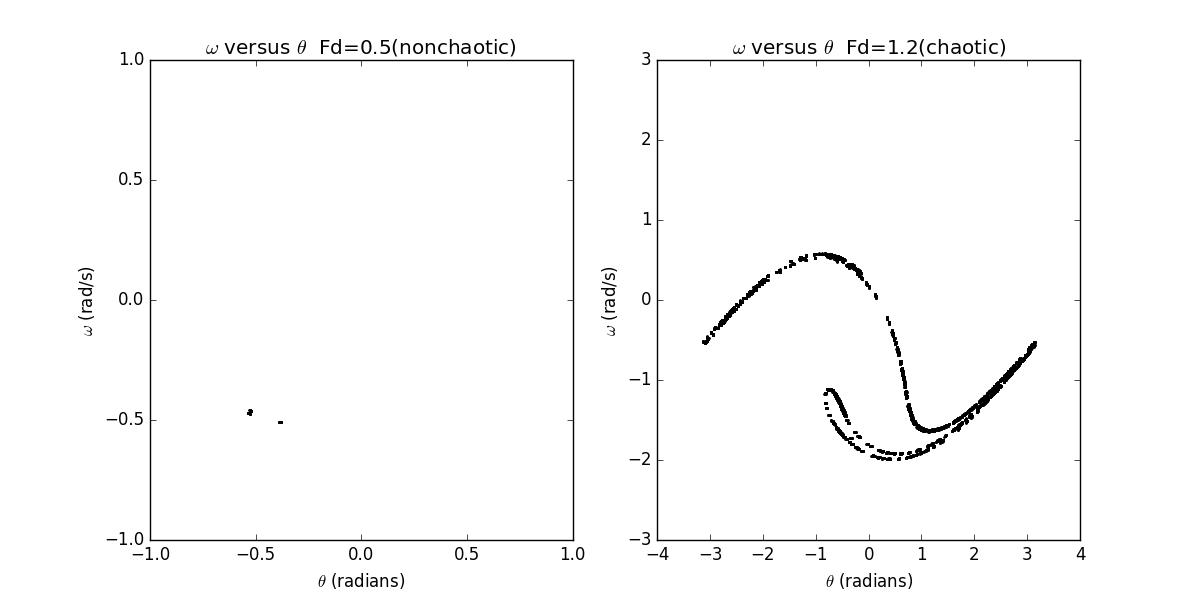 ω versus θ  Fd=0.5(nonchaotic)
1.0
0.5
0.0
−0.5
−1.0
ω (rad/s)
−1.0 −0.5 0.0 0.5 1.0
θ (radians)
ω versus θ  Fd=1.2(chaotic)
3
2
1
0
−1
−2
−3
ω (rad/s)
−4 −3 −2 −1 0 1 2 3 4
θ (radians)